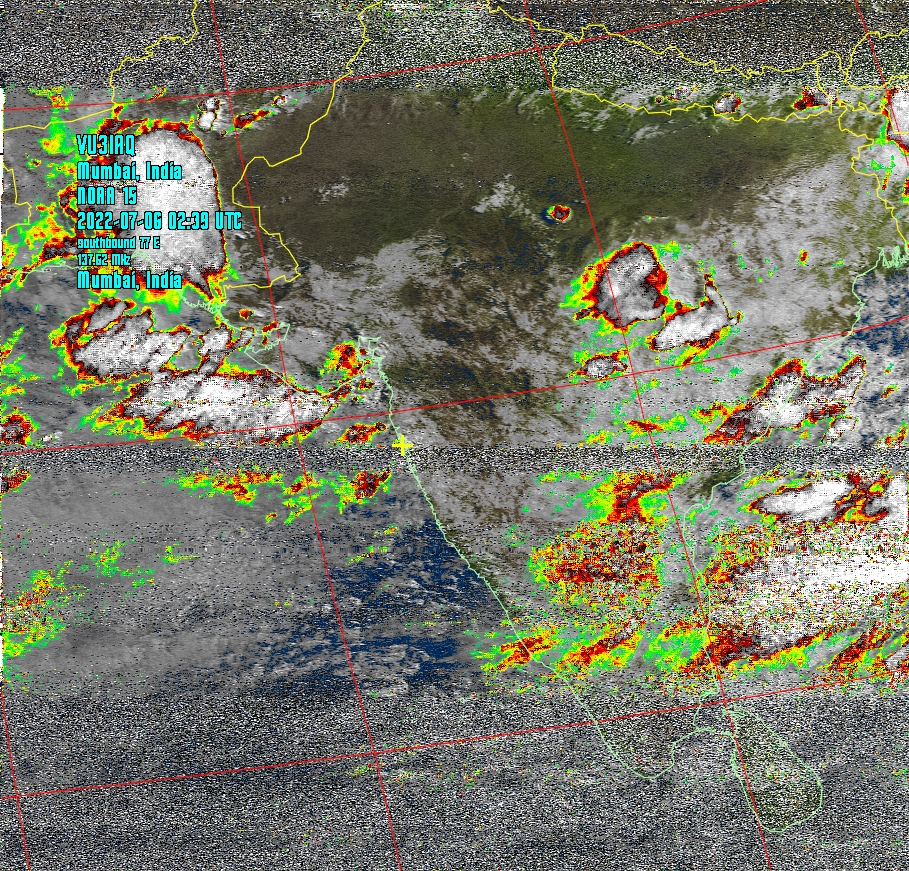 VU3IAQ
Mumbai, India
NOAA 15
2022-07-06 02:39 UTC
southbound 77 E
137.62 MHz
Mumbai, India